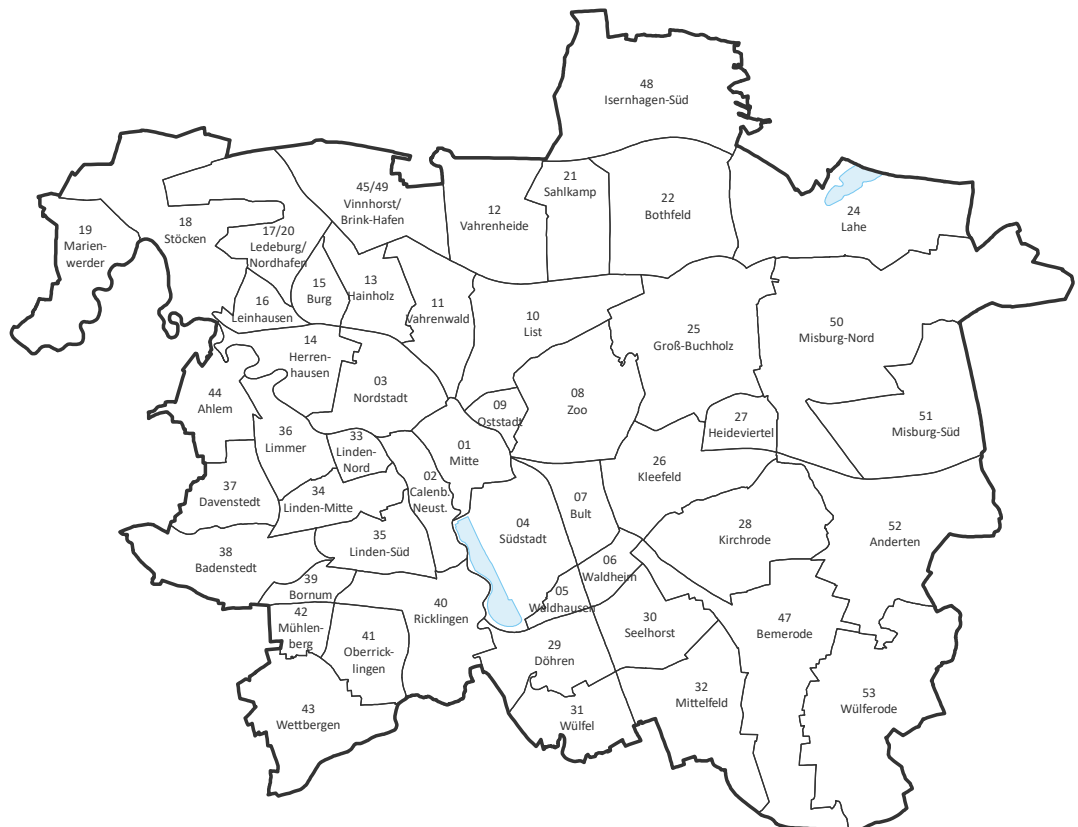 48
Isernhagen-Süd
45/49
Vinnhorst/
Brink-Hafen
21
Sahlkamp
22
Bothfeld
12
Vahrenheide
24
Lahe
19
Marien-
werder
18
Stöcken
17/20
Ledeburg/
Nordhafen
16
Leinhausen
15
Burg
13
Hainholz
11
Vahrenwald
10
List
25
Groß-Buchholz
50
Misburg-Nord
14
Herren-
hausen
03
Nordstadt
09
Oststadt
08
Zoo
27
Heideviertel
51
Misburg-Süd
44
Ahlem
36
Limmer
33
Linden-
Nord
01
Mitte
02
Calenb.
Neust.
26
Kleefeld
37
Davenstedt
34
Linden-Mitte
35
Linden-Süd
04
Südstadt
07
Bult
28
Kirchrode
52
Anderten
38
Badenstedt
39
Bornum
06
Waldheim
05
Waldhausen
40
Ricklingen
42
Mühlen-
berg
41
Oberrick-
lingen
29
Döhren
30
Seelhorst
47
Bemerode
43
Wettbergen
31
Wülfel
32
Mittelfeld
53
Wülferode